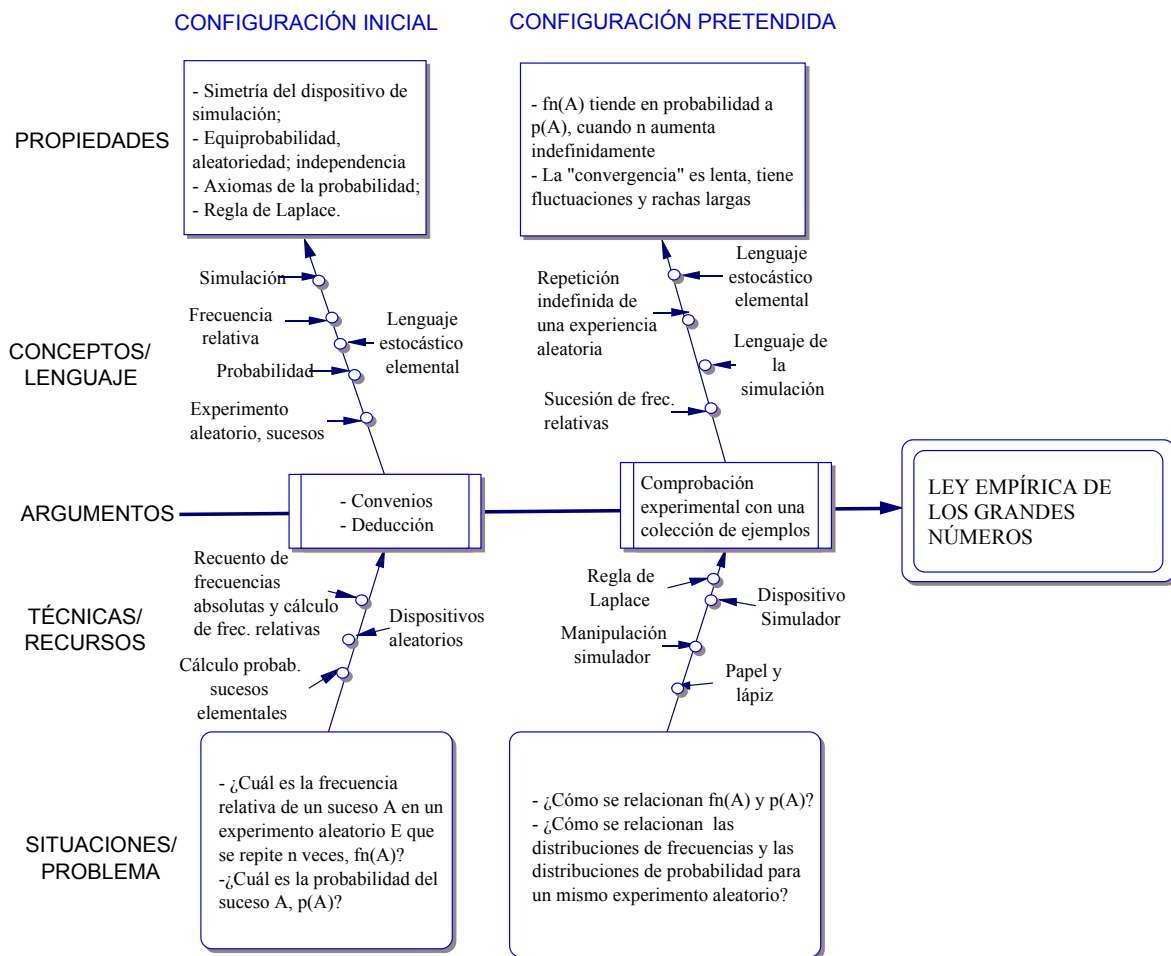 CONFIGURACIÓN INICIAL
CONFIGURACIÓN PRETENDIDA
PROPIEDADES
- Simetría del dispositivo de
simulación;
- Equiprobabilidad,
aleatoriedad; independencia
- Axiomas de la probabilidad;
- Regla de Laplace.
- fn(A) tiende en probabilidad a
p(A), cuando n aumenta
indefinidamente
- La "convergencia" es lenta, tiene
fluctuaciones y rachas largas
CONCEPTOS/
LENGUAJE
Simulación
Frecuencia
relativa
Lenguaje
estocástico
elemental
Probabilidad
Experimento
aleatorio, sucesos
Lenguaje
estocástico
elemental
Repetición
indefinida de
una experiencia
aleatoria
Lenguaje de
la
simulación
Sucesión de frec.
relativas
ARGUMENTOS
- Convenios
- Deducción
Comprobación
experimental con una
colección de ejemplos
LEY EMPÍRICA DE
LOS GRANDES
NÚMEROS
TÉCNICAS/
RECURSOS
Recuento de
frecuencias
absolutas y cálculo
de frec. relativas
Dispositivos
aleatorios
Cálculo probab.
sucesos
elementales
Regla de
Laplace
Dispositivo
Simulador
Manipulación
simulador
Papel y
lápiz
SITUACIONES/
PROBLEMA
- ¿Cuál es la frecuencia
relativa de un suceso A en un
experimento aleatorio E que
se repite n veces, fn(A)?
-¿Cuál es la probabilidad del
suceso A, p(A)?
- ¿Cómo se relacionan fn(A) y p(A)?
- ¿Cómo se relacionan las
distribuciones de frecuencias y las
distribuciones de probabilidad para
un mismo experimento aleatorio?